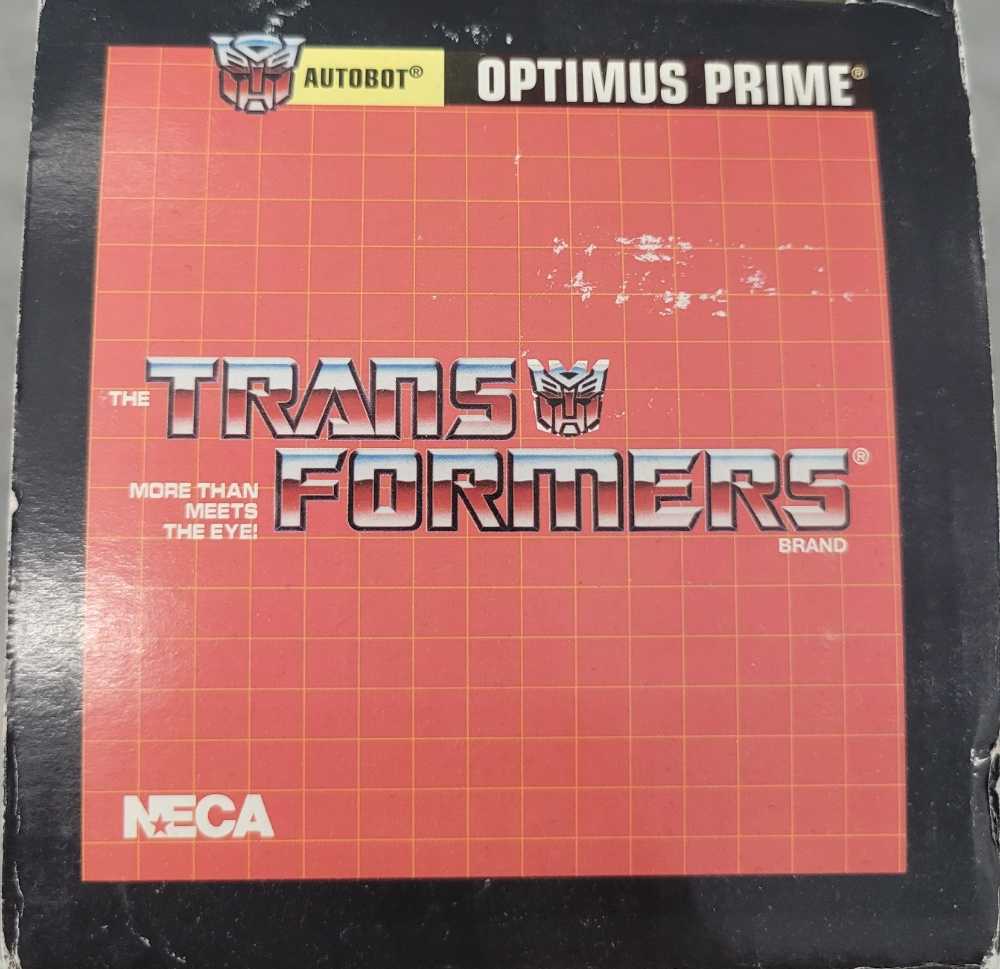 AUTOBOT® OPTIMUS PRIME®
THE TRANS
FORMERS®
MORE THAN
MEETS
THE EYE!
BRAND
NECA